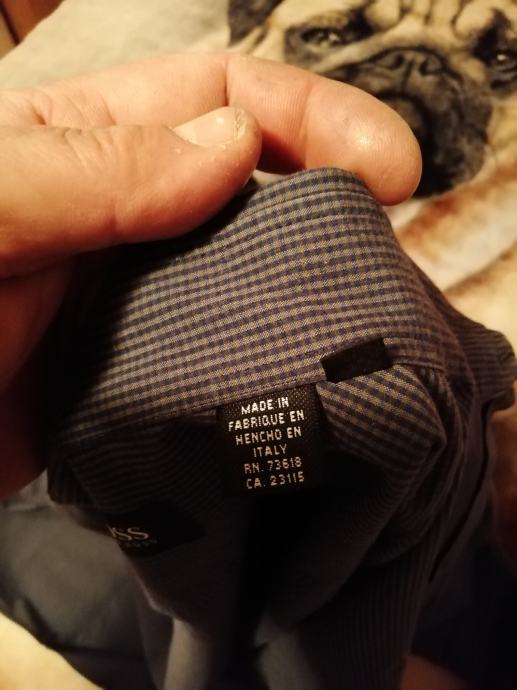 MADE IN
FABRIQUE EN
HENCHO EN
ITALY
RN. 73618
CA. 23115